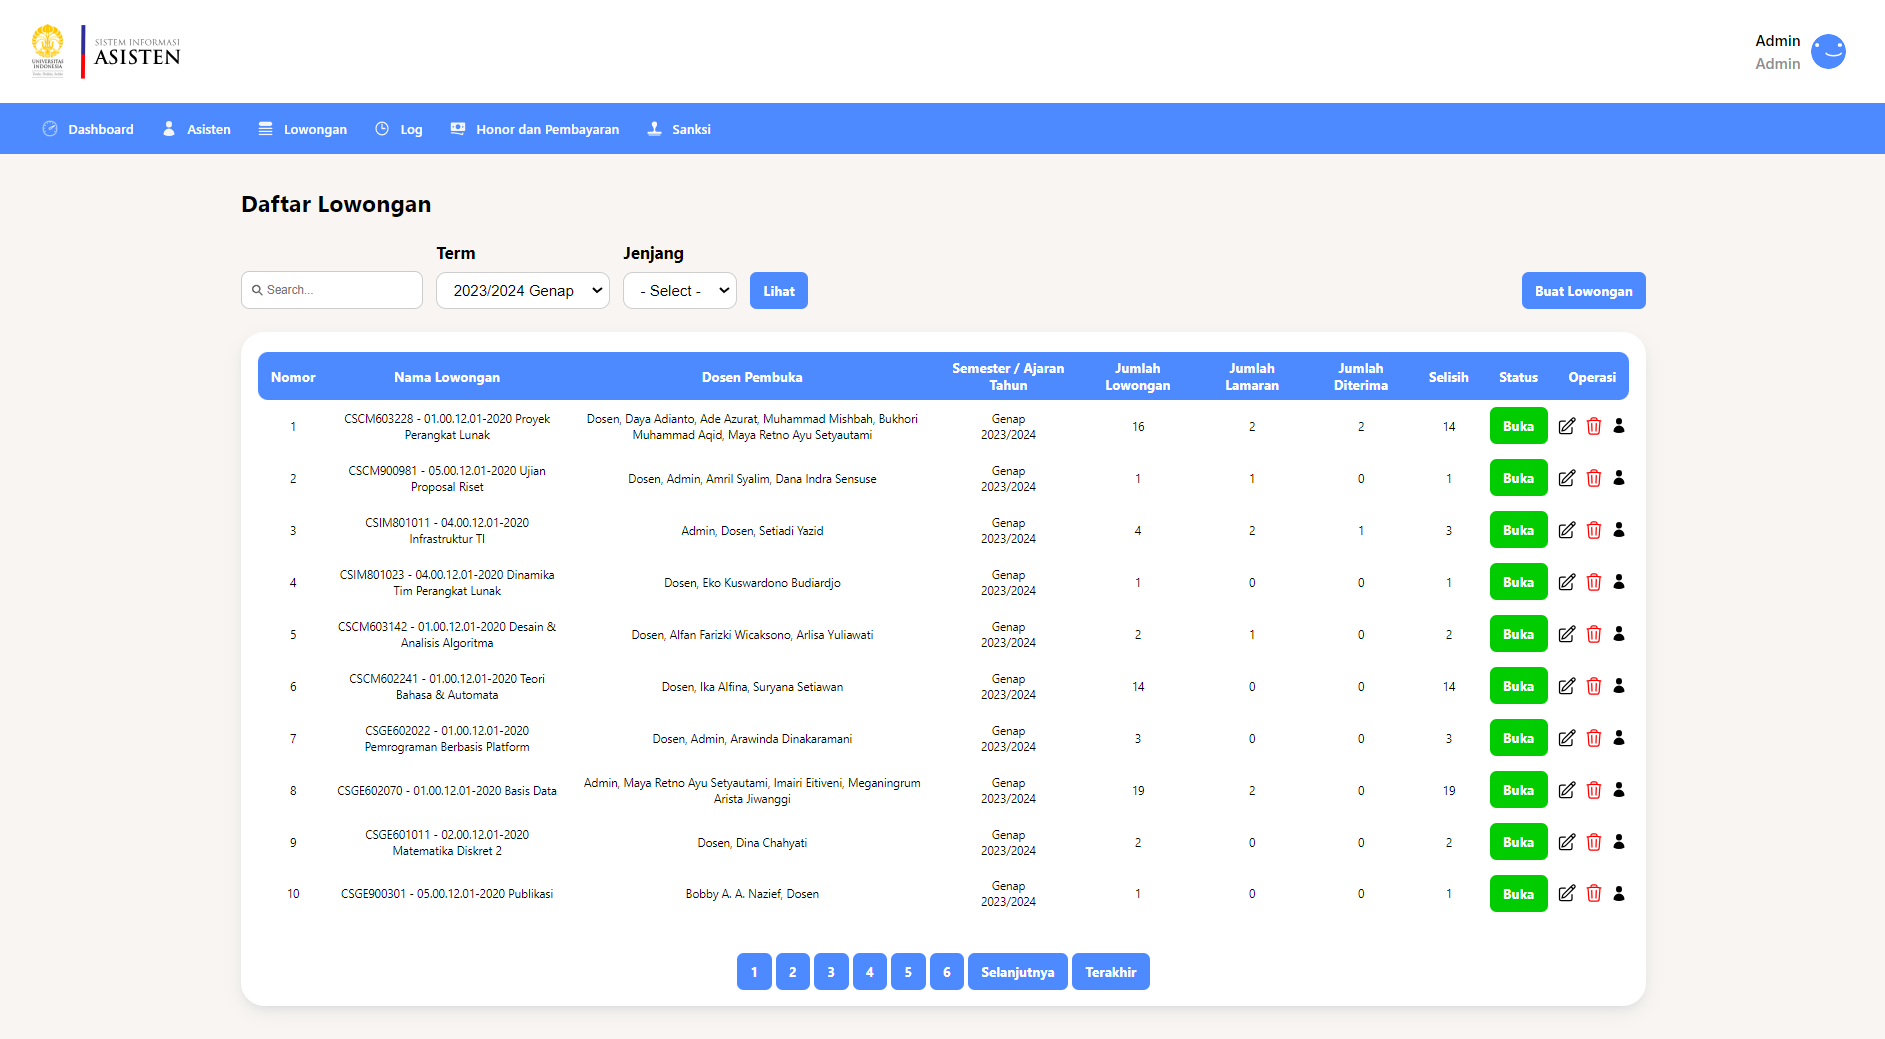 UNIVERSITAS
INDONESIA
SISTEM INFORMASI
ASISTEN
Admin
Admin
Dashboard
Asisten
Lowongan
Log
Honor dan Pembayaran
Sanksi
Daftar Lowongan
Term
Jenjang
Search...
2023/2024 Genap
- Select -
Lihat
Buat Lowongan
Nomor
Nama Lowongan
Dosen Pembuka
Semester / Ajaran
Tahun
Jumlah
Lowongan
Jumlah
Lamaran
Jumlah
Diterima
Selisih
Status
Operasi
1
CSCM603228 - 01.00.12.01-2020 Proyek
Perangkat Lunak
Dosen, Daya Adianto, Ade Azurat, Muhammad Mishbah, Bukhori
Muhammad Aqid, Maya Retno Ayu Setyautami
Genap
2023/2024
16
2
2
14
Buka
2
CSCM900981 - 05.00.12.01-2020 Ujian
Proposal Riset
Dosen, Admin, Amril Syalim, Dana Indra Sensuse
Genap
2023/2024
1
1
0
1
Buka
3
CSIM801011 - 04.00.12.01-2020
Infrastruktur TI
Admin, Dosen, Setiadi Yazid
Genap
2023/2024
4
2
1
3
Buka
4
CSIM801023 - 04.00.12.01-2020 Dinamika
Tim Perangkat Lunak
Dosen, Eko Kuswardono Budiardjo
Genap
2023/2024
1
0
0
1
Buka
5
CSCM603142 - 01.00.12.01-2020 Desain &
Analisis Algoritma
Dosen, Alfan Farizki Wicaksono, Arlisa Yuliawati
Genap
2023/2024
2
1
0
2
Buka
6
CSCM602241 - 01.00.12.01-2020 Teori
Bahasa & Automata
Dosen, Ika Alfina, Suryana Setiawan
Genap
2023/2024
14
0
0
14
Buka
7
CSGE602022 - 01.00.12.01-2020
Pemrograman Berbasis Platform
Dosen, Admin, Arawinda Dinakaramani
Genap
2023/2024
3
0
0
3
Buka
8
CSGE602070 - 01.00.12.01-2020 Basis Data
Admin, Maya Retno Ayu Setyautami, Imairi Eitiveni, Meganingrum
Arista Jiwanggi
Genap
2023/2024
19
2
0
19
Buka
9
CSGE601011 - 02.00.12.01-2020
Matematika Diskret 2
Dosen, Dina Chahyati
Genap
2023/2024
2
0
0
2
Buka
10
CSGE900301 - 05.00.12.01-2020 Publikasi
Bobby A. A. Nazief, Dosen
Genap
2023/2024
1
0
0
1
Buka
1
2
3
4
5
6
Selanjutnya
Terakhir